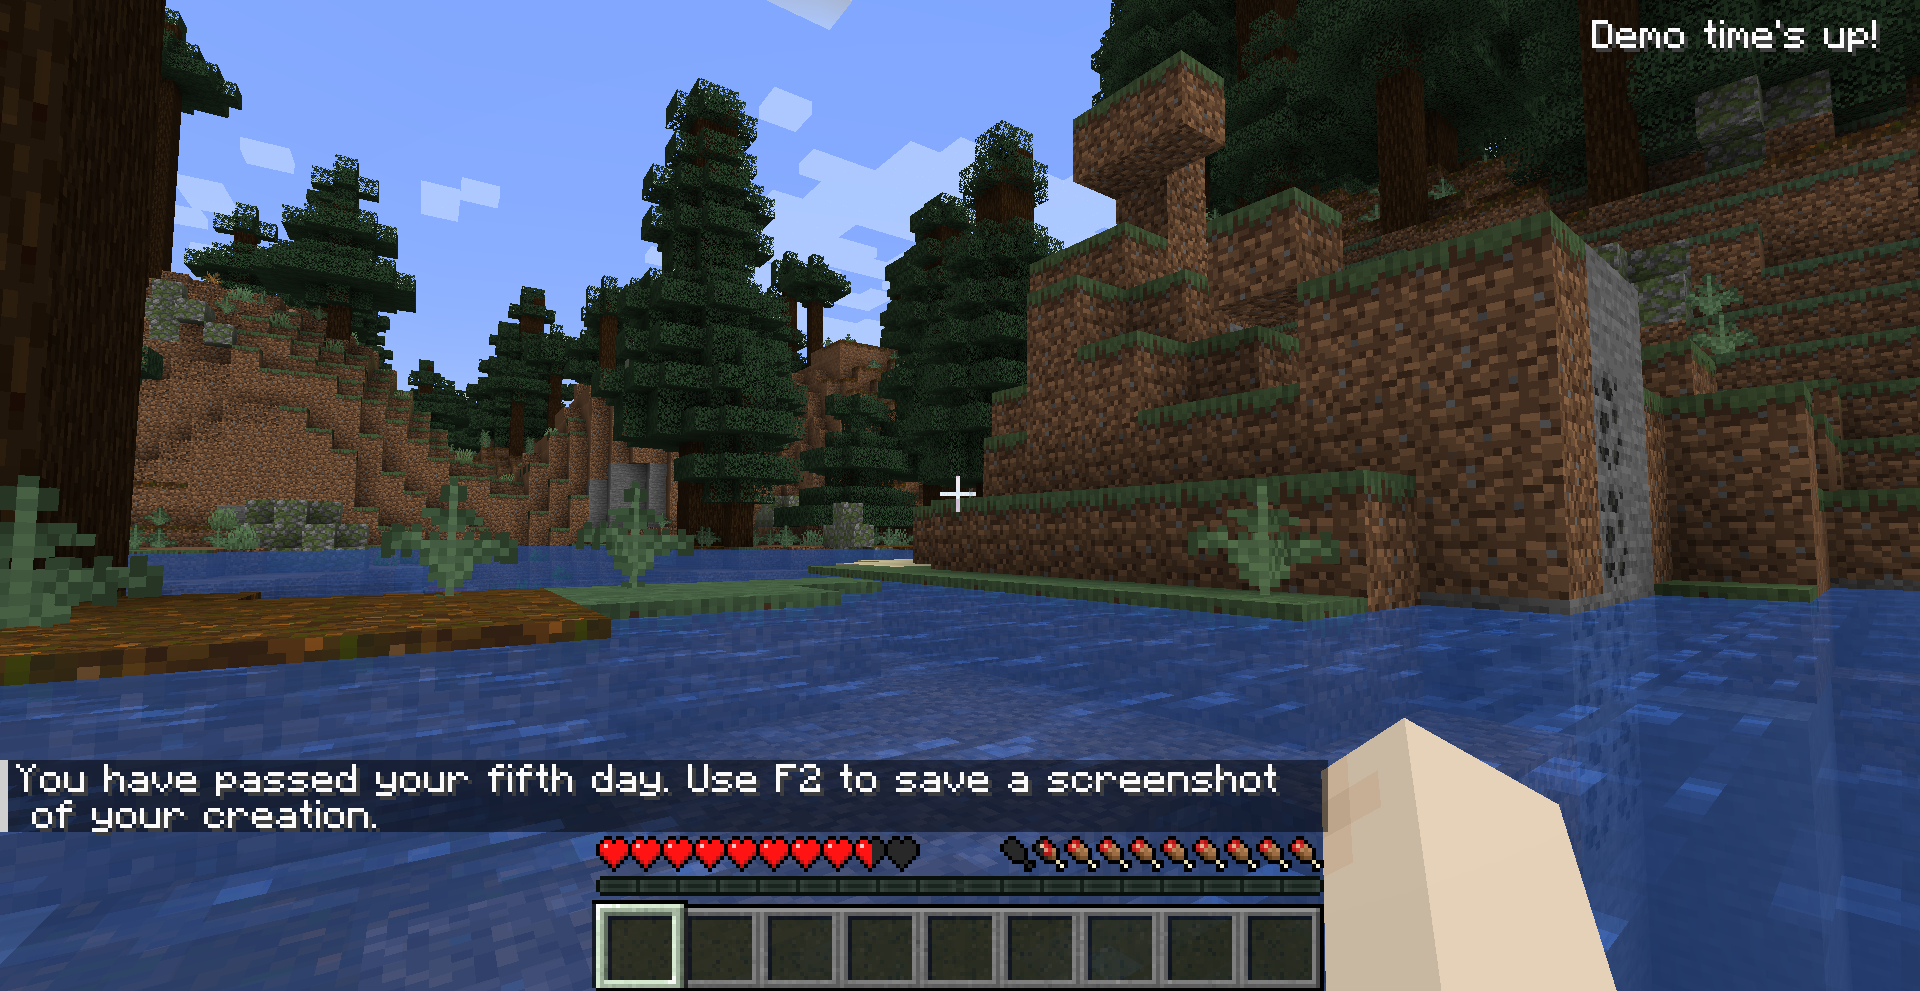 Demo time's up!
You have passed your fifth day. Use F2 to save a screenshot
of your creation.